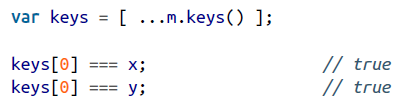 var keys = [ ...m.keys() ];
keys[0] === x; // true
keys[0] === y; // true